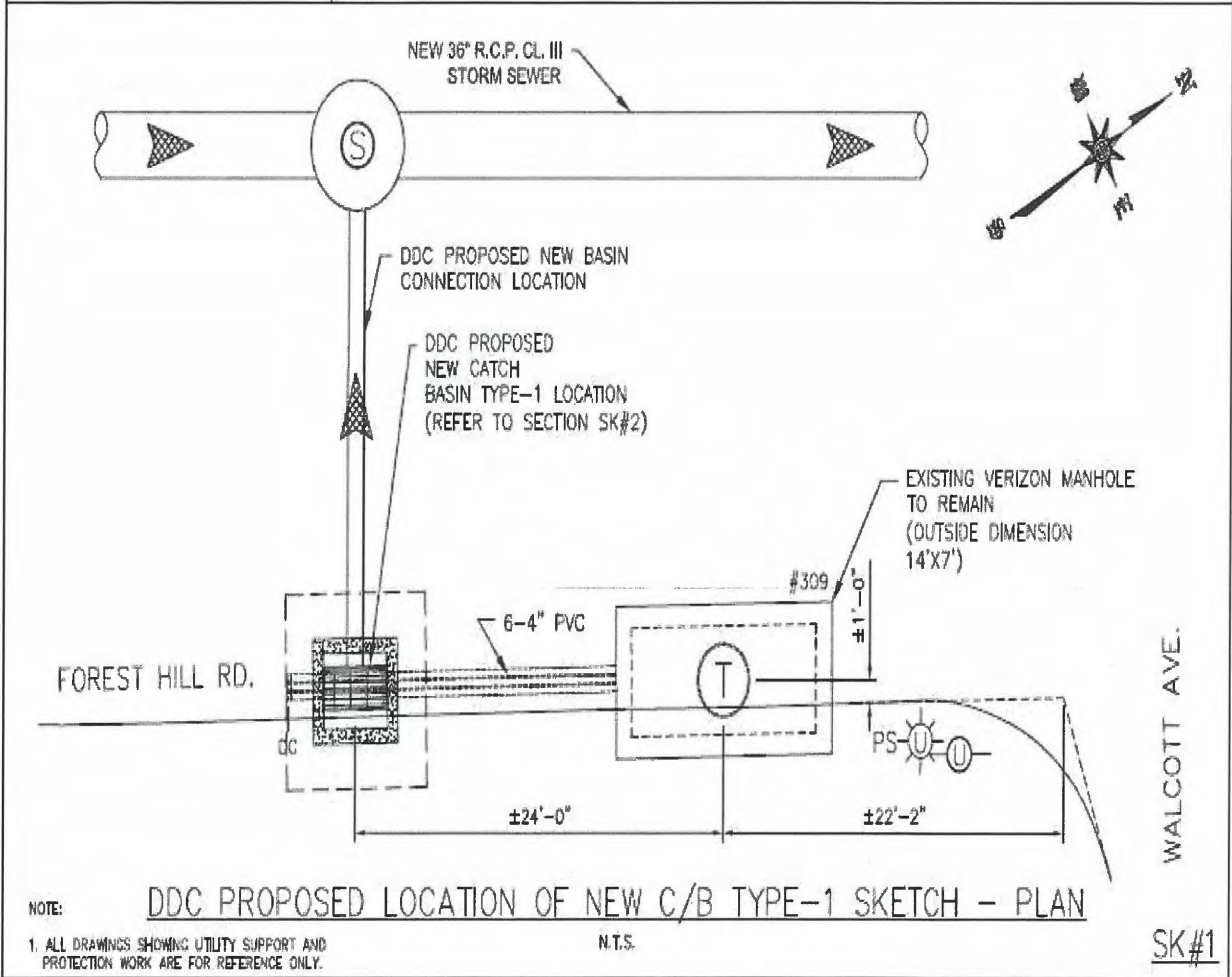 NEW 36" R.C.P. CL. III
STORM SEWER
S
N
W
E
S
DDC PROPOSED NEW BASIN
CONNECTION LOCATION
DDC PROPOSED
NEW CATCH
BASIN TYPE-1 LOCATION
(REFER TO SECTION SK#2)
EXISTING VERIZON MANHOLE
TO REMAIN
(OUTSIDE DIMENSION
14'X7')
#309
±1'-0"
6-4" PVC
FOREST HILL RD.
T
PS
U
U
±24'-0"
±22'-2"
WALCOTT AVE.
DDC PROPOSED LOCATION OF NEW C/B TYPE-1 SKETCH - PLAN
NOTE:
1. ALL DRAWINGS SHOWING UTILITY SUPPORT AND
PROTECTION WORK ARE FOR REFERENCE ONLY.
N.T.S.
SK#1